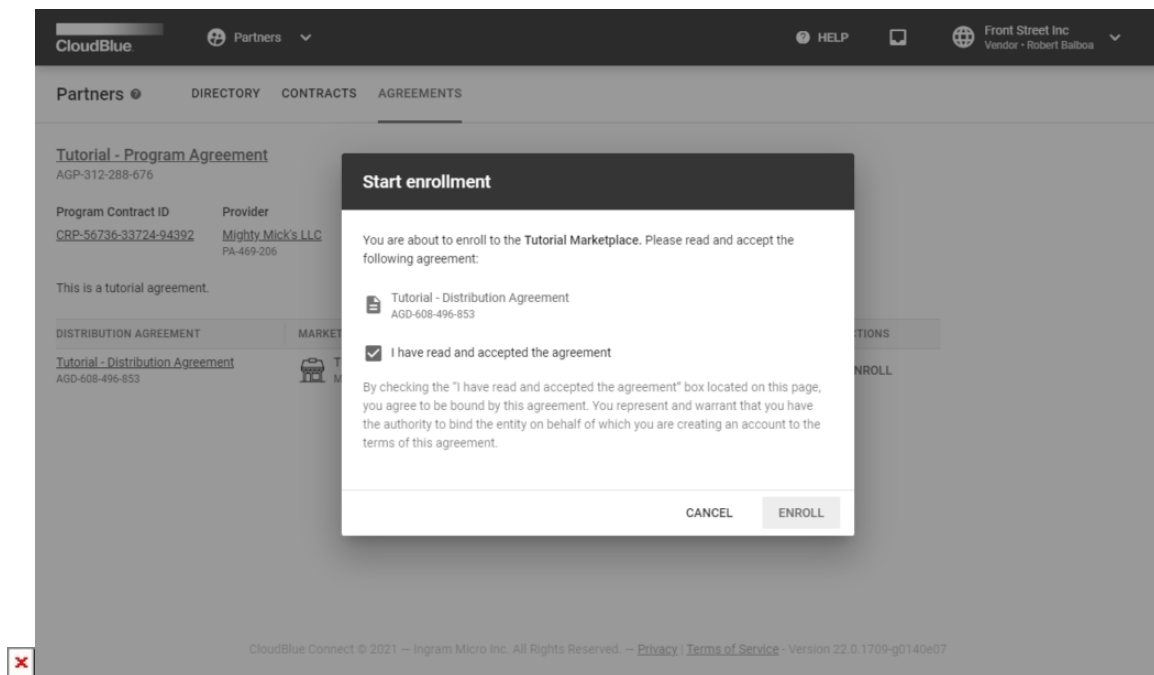 CloudBlue.
Partners
HELP
Front Street Inc
Vendor • Robert Balboa
Partners
DIRECTORY CONTRACTS AGREEMENTS
Tutorial - Program Agreement
AGP-312-288-676
Program Contract ID Provider
CRP-56736-33724-94392 Mighty Mick's LLC
PA-469-206
This is a tutorial agreement.
DISTRIBUTION AGREEMENT
Tutorial - Distribution Agreement
AGD-608-496-853
Start enrollment
You are about to enroll to the Tutorial Marketplace. Please read and accept the
following agreement:
Tutorial - Distribution Agreement
AGD-608-496-853
I have read and accepted the agreement
By checking the "I have read and accepted the agreement" box located on this page,
you agree to be bound by this agreement. You represent and warrant that you have
the authority to bind the entity on behalf of which you are creating an account to the
terms of this agreement.
CANCEL ENROLL
CloudBlue Connect © 2021 — Ingram Micro Inc. All Rights Reserved. — Privacy | Terms of Service - Version 22.0.1709-g0140e07